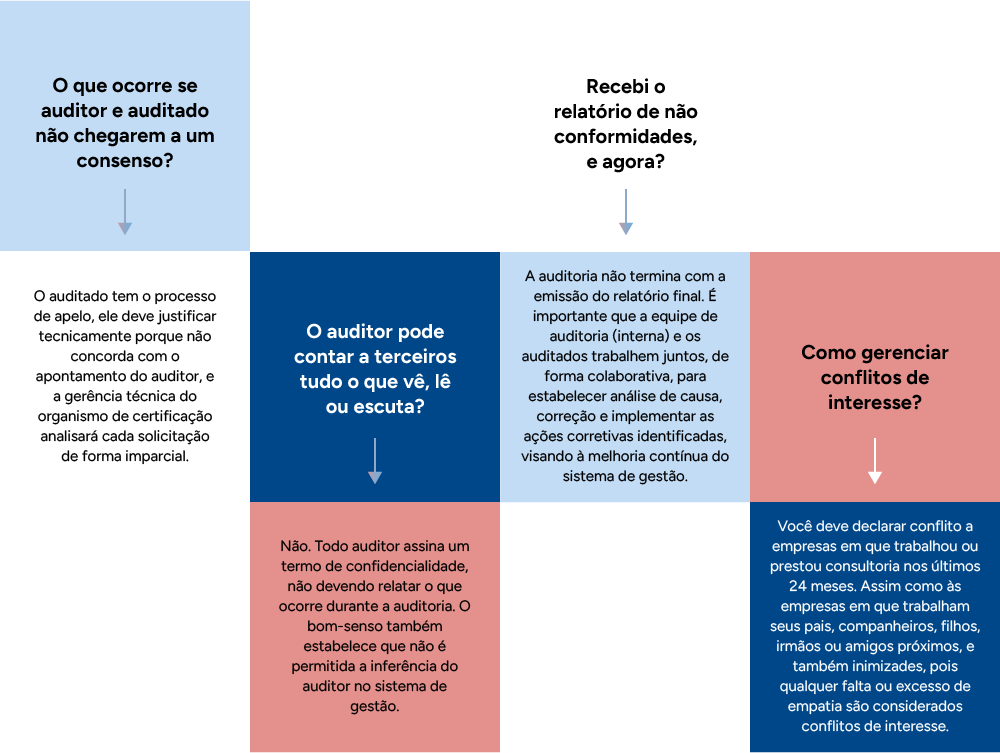 O que ocorre se
auditor e auditado
não chegarem a um
consenso?
O auditado tem o processo
de apelo, ele deve justificar
tecnicamente porque não
concorda com o
apontamento do auditor, e
a gerência técnica do
organismo de certificação
analisará cada solicitação
de forma imparcial.
O auditor pode
contar a terceiros
tudo o que vê, lê
ou escuta?
Não. Todo auditor assina um
termo de confidencialidade,
não devendo relatar o que
ocorre durante a auditoria. O
bom-senso também
estabelece que não é
permitida a inferência do
auditor no sistema de
gestão.
Recebi o
relatório de não
conformidades,
e agora?
A auditoria não termina com a
emissão do relatório final. É
importante que a equipe de
auditoria (interna) e os
auditados trabalhem juntos, de
forma colaborativa, para
estabelecer análise de causa,
correção e implementar as
ações corretivas identificadas,
visando à melhoria contínua do
sistema de gestão.
Como gerenciar
conflitos de
interesse?
Você deve declarar conflito a
empresas em que trabalhou ou
prestou consultoria nos últimos
24 meses. Assim como às
empresas em que trabalham
seus pais, companheiros, filhos,
irmãos ou amigos próximos, e
também inimizades, pois
qualquer falta ou excesso de
empatia são considerados
conflitos de interesse.